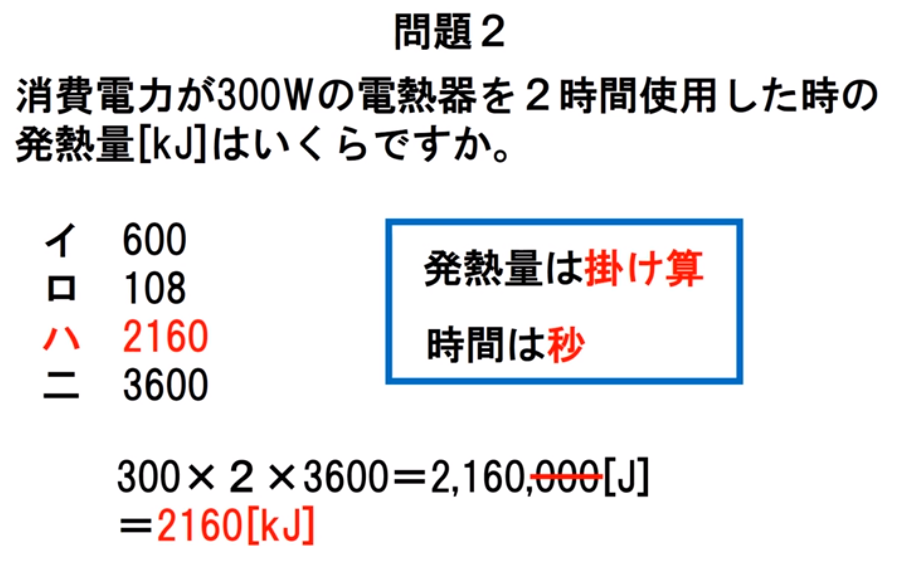 問題２
消費電力が300Wの電熱器を２時間使用した時の
発熱量[kJ]はいくらですか。
イ 600
ロ 108
ハ 2160
ニ 3600
発熱量は掛け算
時間は秒
300×２×3600＝2,160,000[J]
＝2160[kJ]